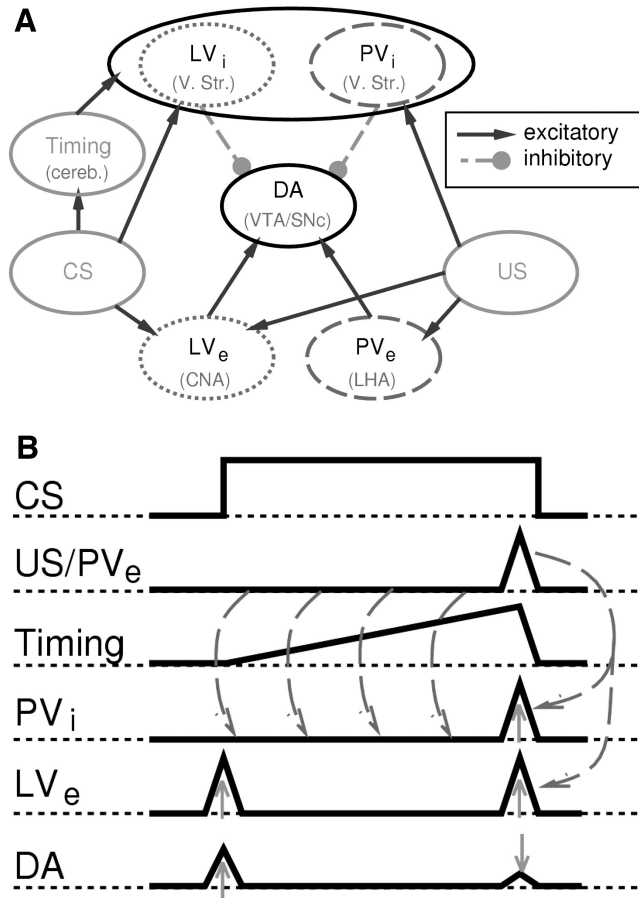 A
LVi
(V. Str.)
PVi
(V. Str.)
Timing
(cereb.)
excitatory
inhibitory
DA
(VTA/SNc)
CS
US
LVe
(CNA)
PVe
(LHA)
B
CS
US/PVe
Timing
PVi
LVe
DA